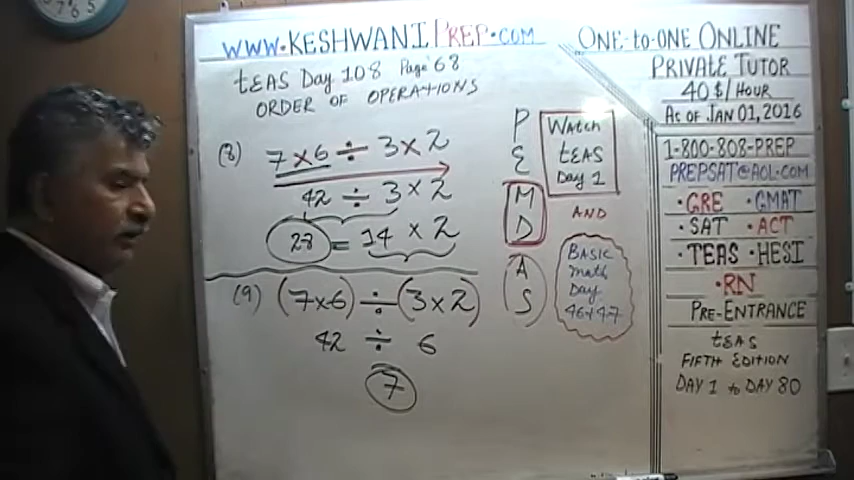 7 6 5
WWW.KESHWANIPREP.COM
tEAS Day 108 Page 68
ORDER OF OPERATIONS
(8) 7×6 ÷ 3×2
42 ÷ 3×2
28 = 14 × 2
(9) (7×6) ÷ (3×2)
42 ÷ 6
7
P
E
M
D
A
S
Watch
tEAS
Day 1
AND
BASIC
math
Day
46+47
ONE-to-ONE ONLINE
PRIVATE TUTOR
40$/HOUR
AS OF JAN 01, 2016
1-800-808-PREP
PREPSAT@AOL.COM
•GRE •GMAT
•SAT •ACT
•TEAS •HESI
•RN
PRE-ENTRANCE
tEAS
FIFTH EDITION
DAY 1 to DAY 80